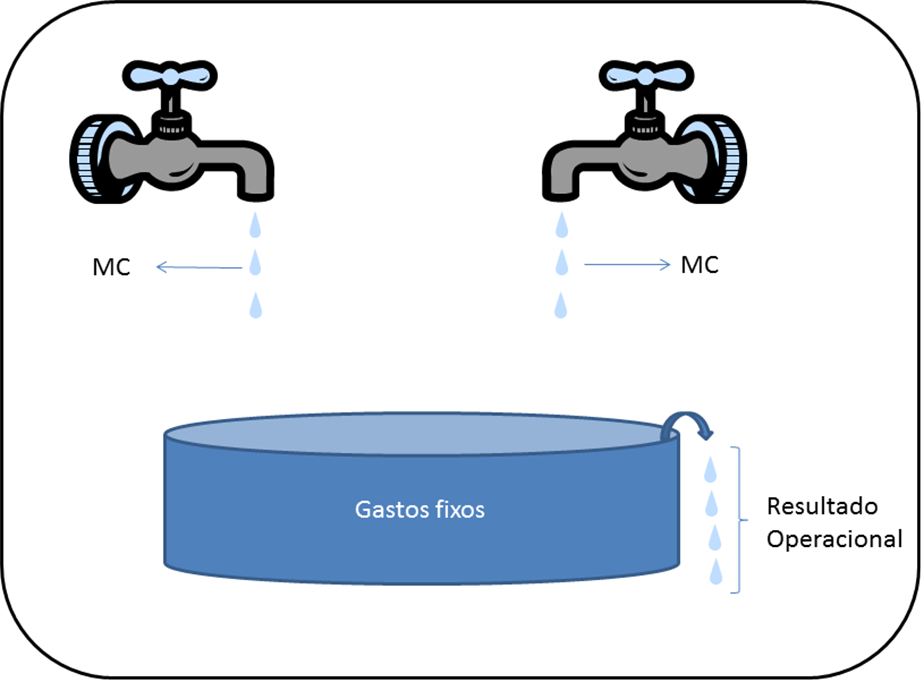 MC
MC
Gastos fixos
Resultado
Operacional